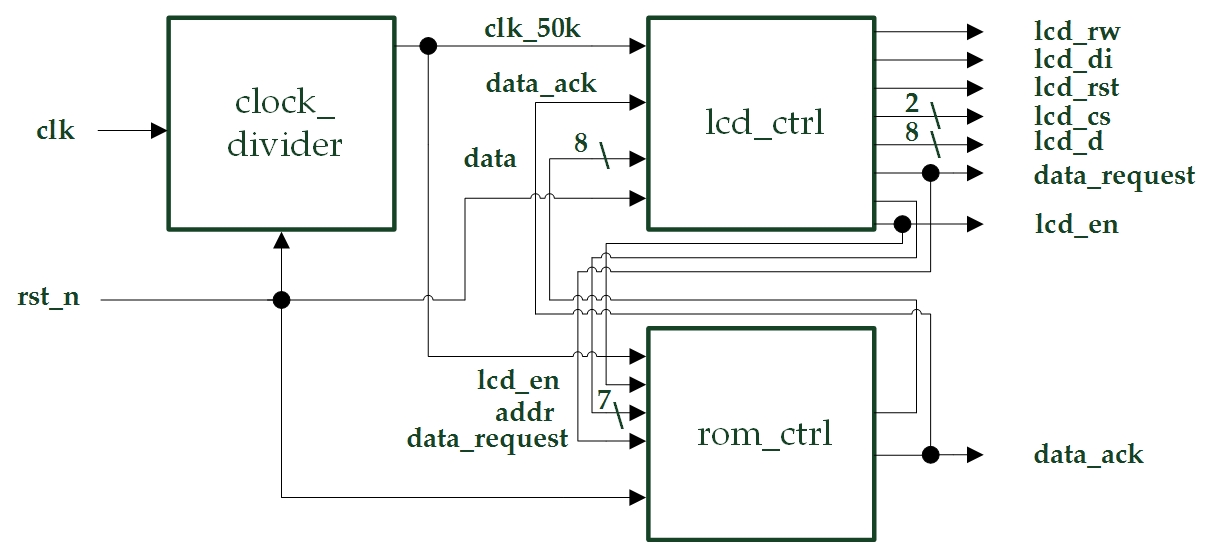 clk
rst_n
clock_
divider
clk_50k
data_ack
8
data
lcd_ctrl
2
8
lcd_rw
lcd_di
lcd_rst
lcd_cs
lcd_d
data_request
lcd_en
lcd_en
addr
7
data_request
rom_ctrl
data_ack